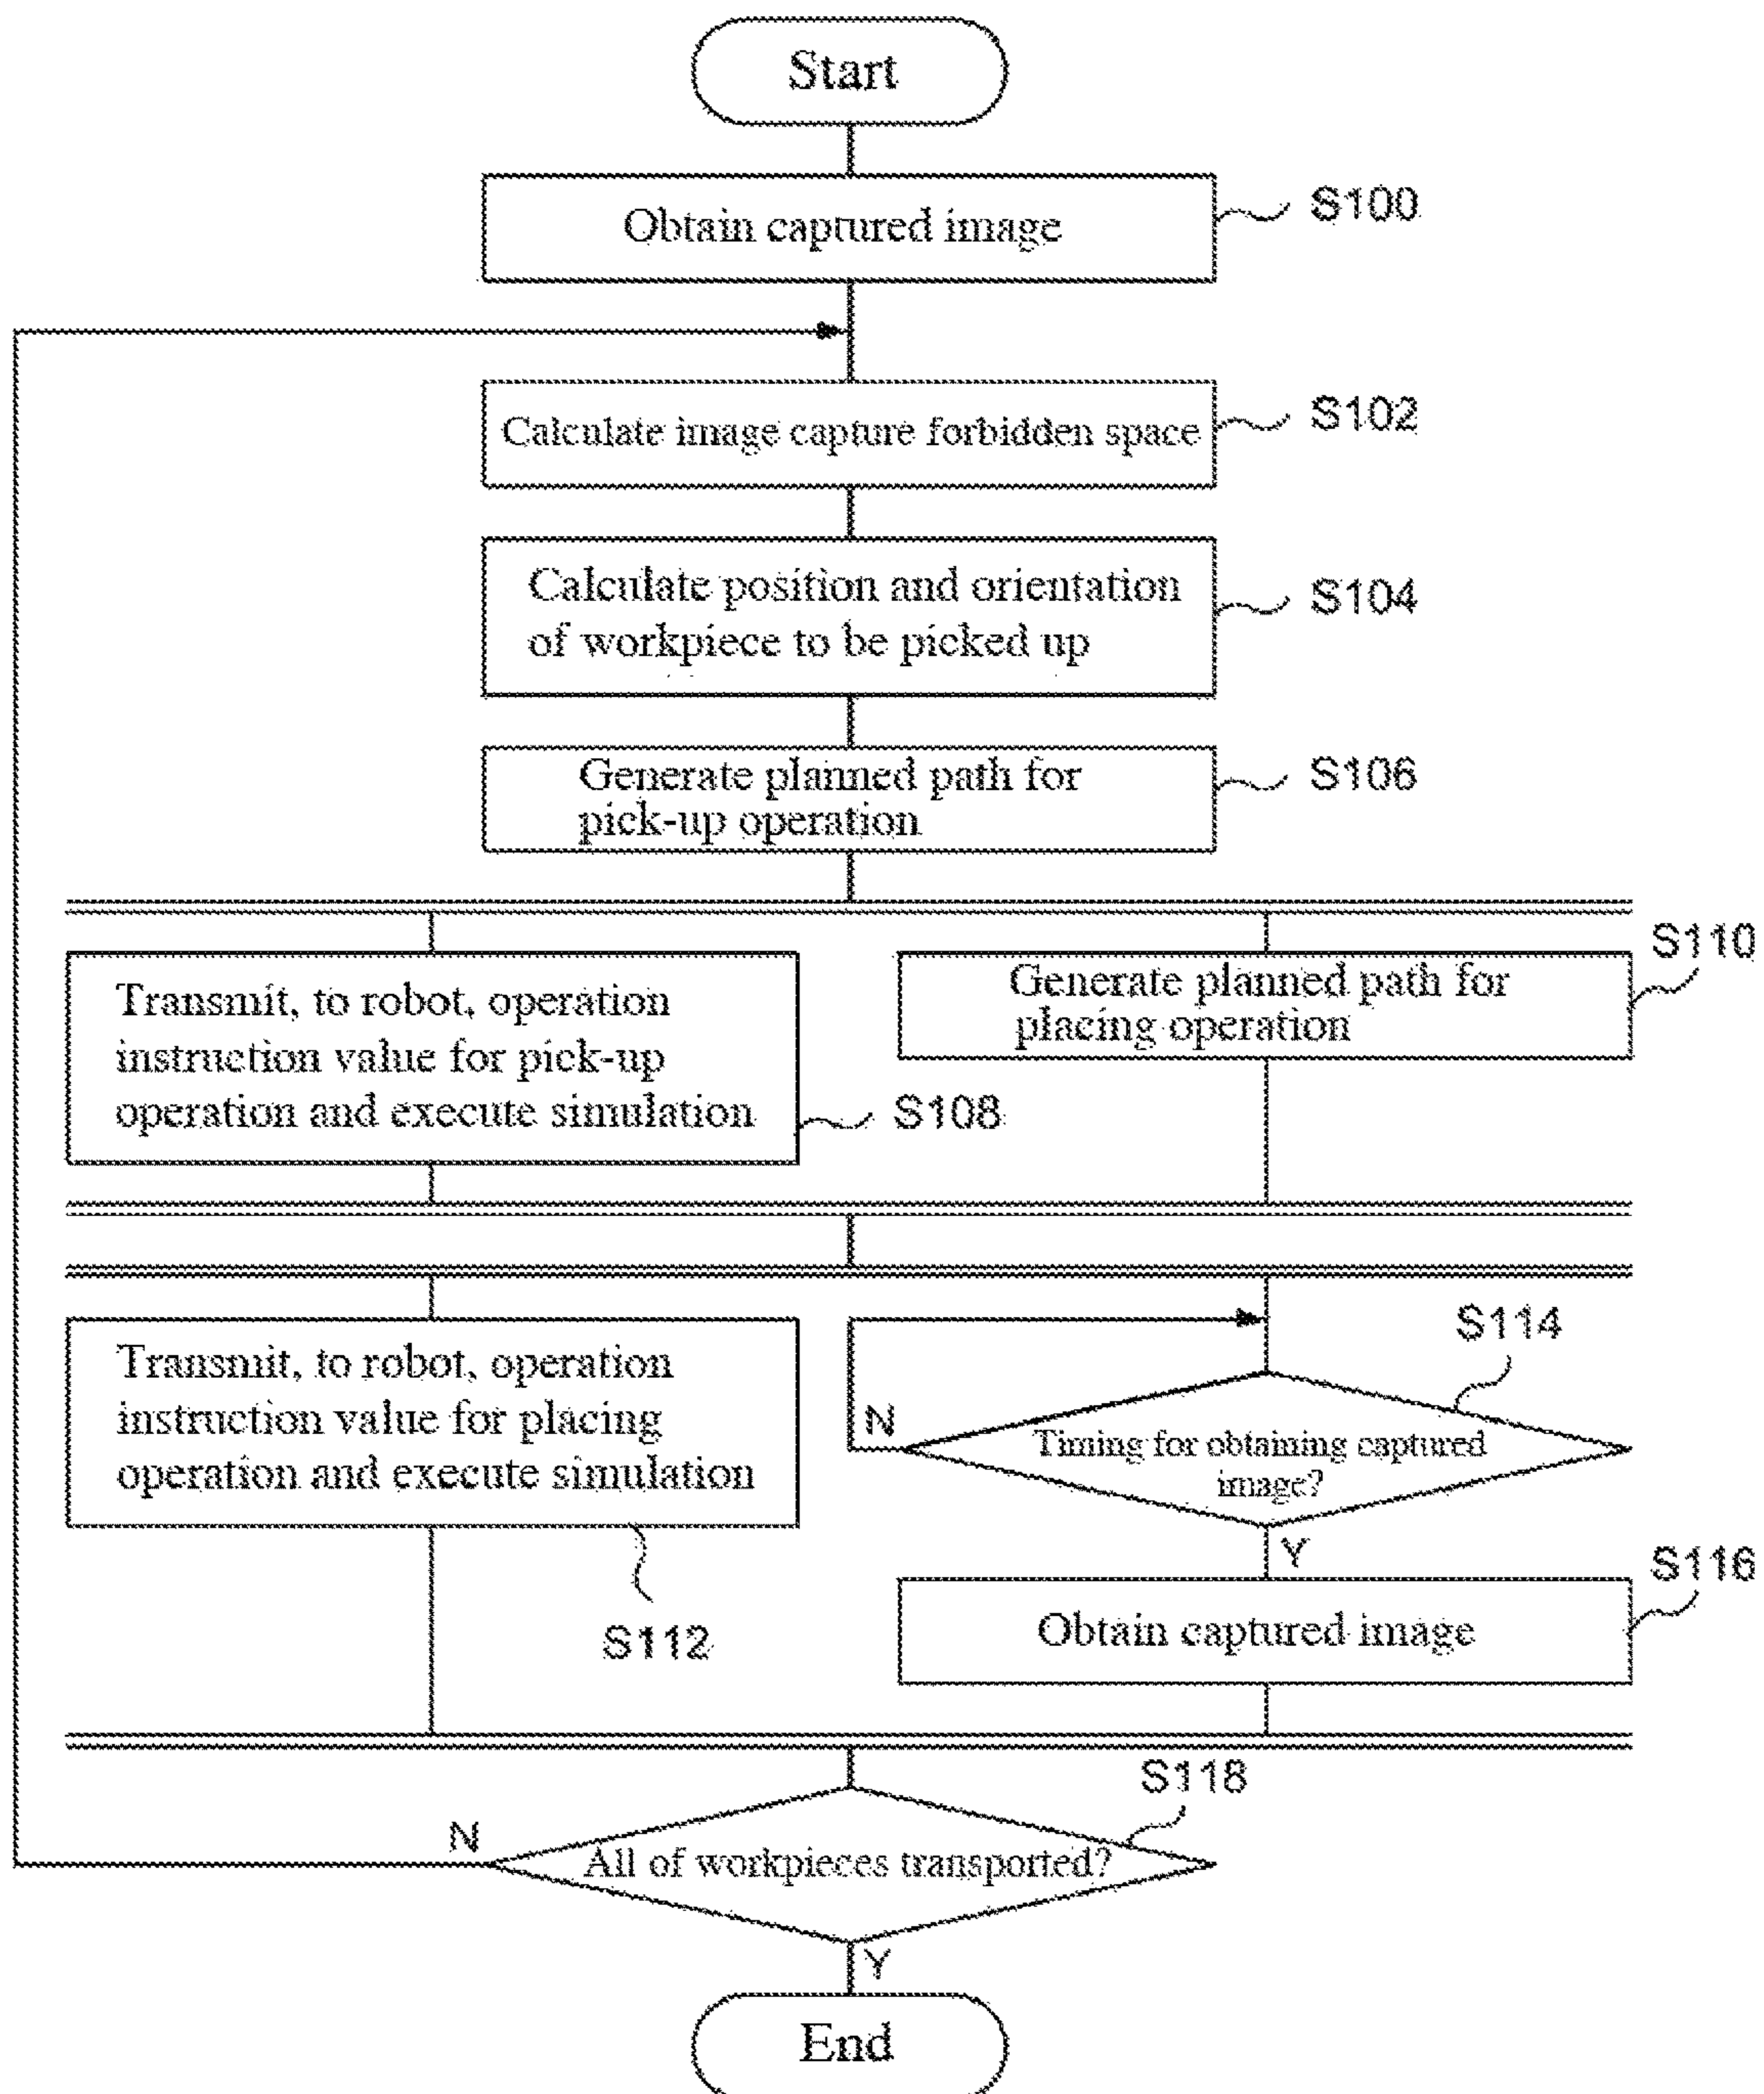 Start
Obtain captured image
S100
Calculate image capture forbidden space
S102
Calculate position and orientation
of workpiece to be picked up
S104
Generate planned path for
pick-up operation
S106
Transmit, to robot, operation
instruction value for pick-up
operation and execute simulation
S108
Generate planned path for
placing operation
S110
Transmit, to robot, operation
instruction value for placing
operation and execute simulation
S112
S114
N
Timing for obtaining captured
image?
Y
S116
Obtain captured image
S118
N
All of workpieces transported?
Y
End